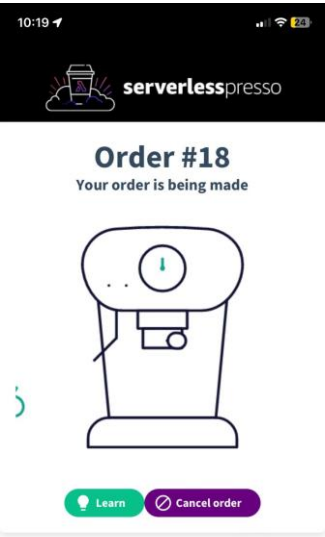 10:19
24
serverlesspresso
Order #18
Your order is being made
Learn
Cancel order